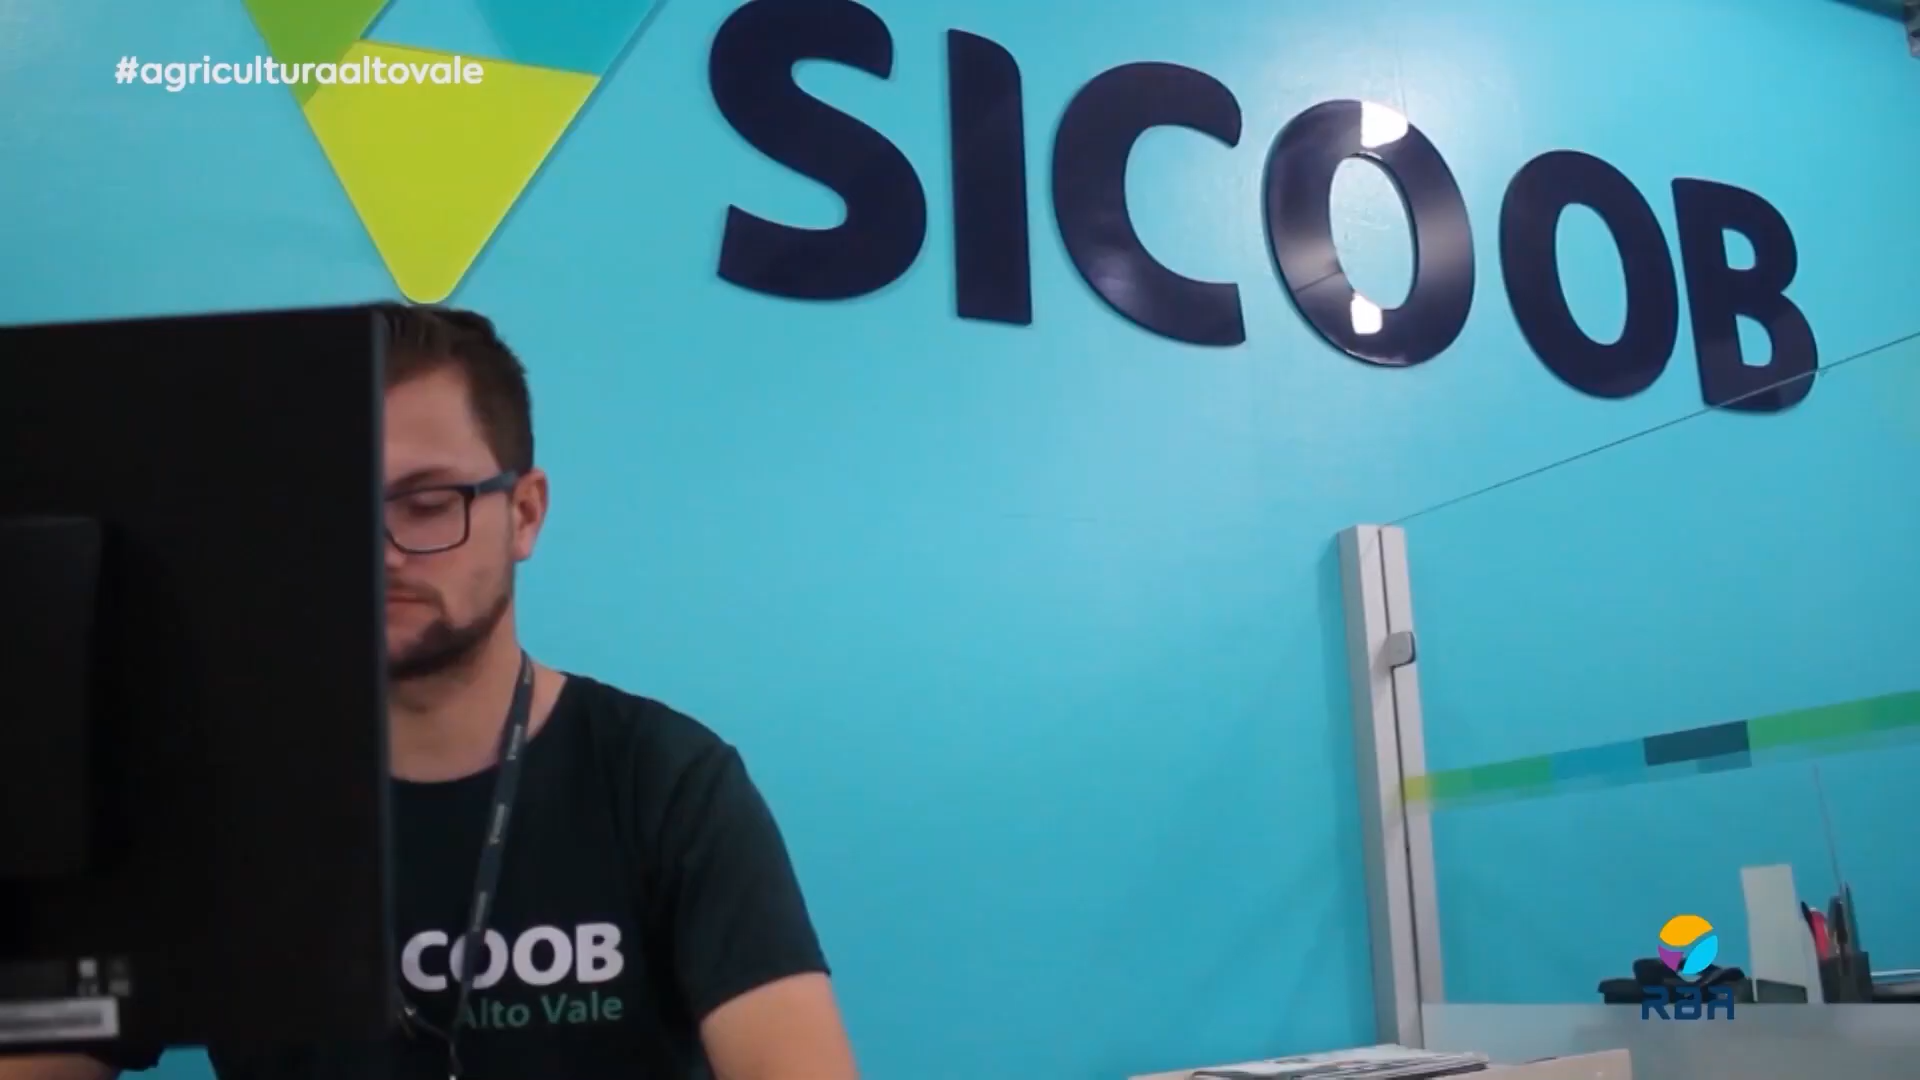 #agriculturaaltovale
SICOOB
COOB
Alto Vale
RBA